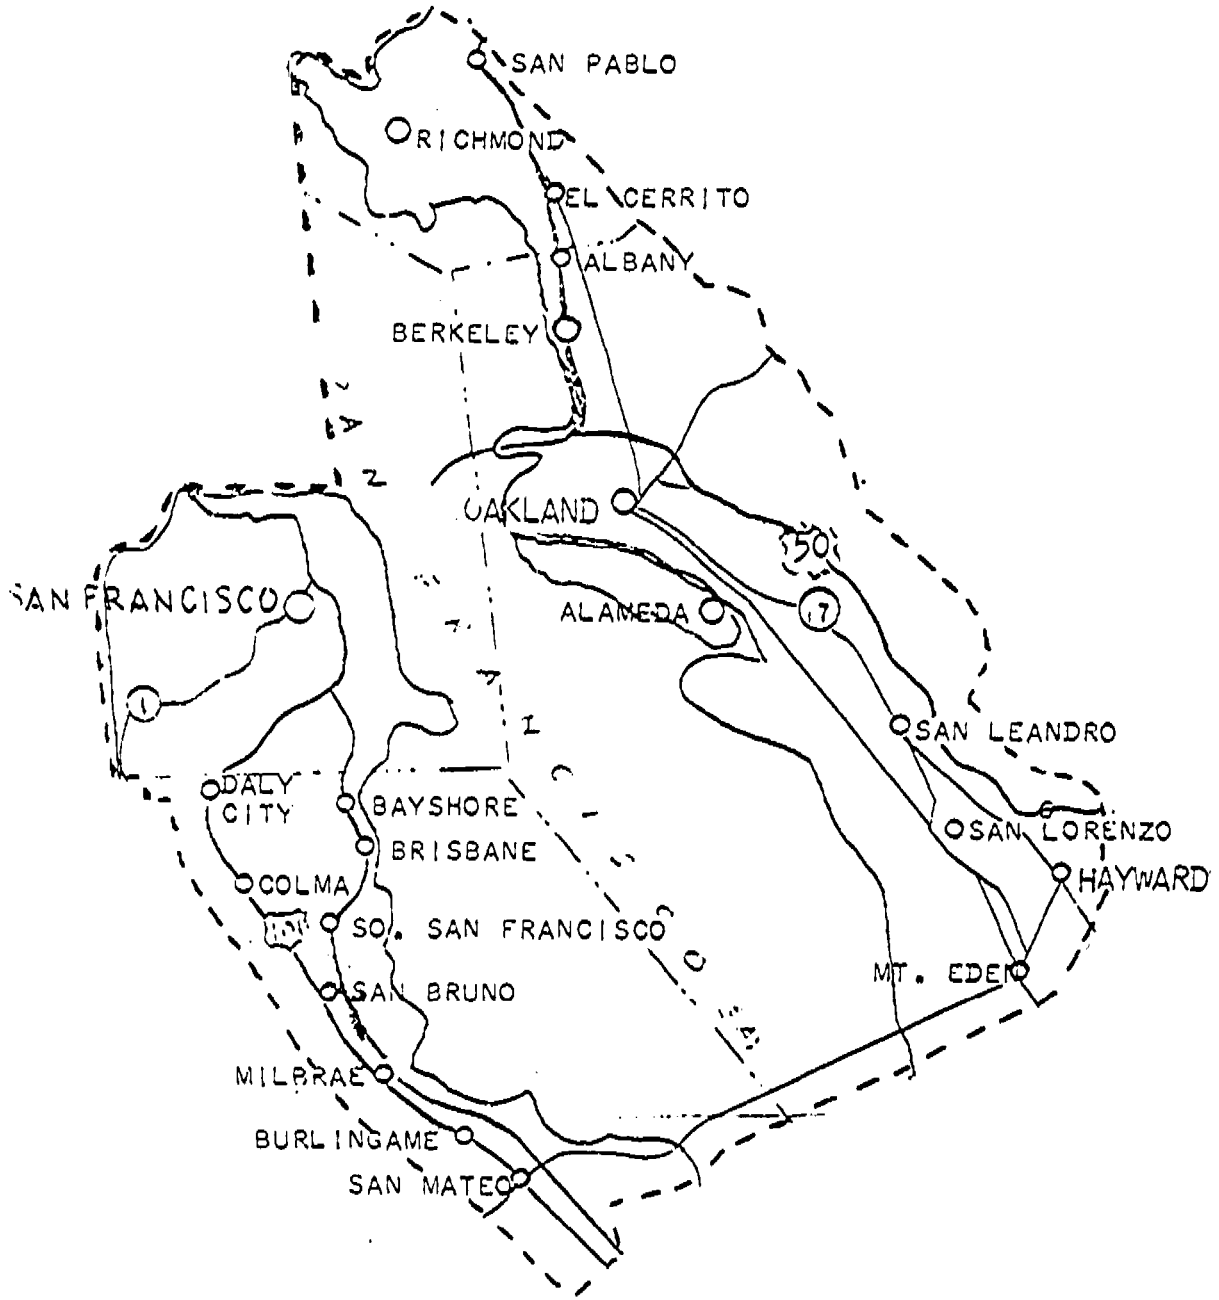 SAN PABLO
RICHMOND
EL CERRITO
ALBANY
BERKELEY
OAKLAND
50
SAN FRANCISCO
ALAMEDA
17
1
SAN LEANDRO
DALY
CITY
BAYSHORE
SAN LORENZO
BRISBANE
HAYWARD
COLMA
101
SO. SAN FRANCISCO
MT. EDEN
SAN BRUNO
MILBRAE
BURLINGAME
SAN MATEO